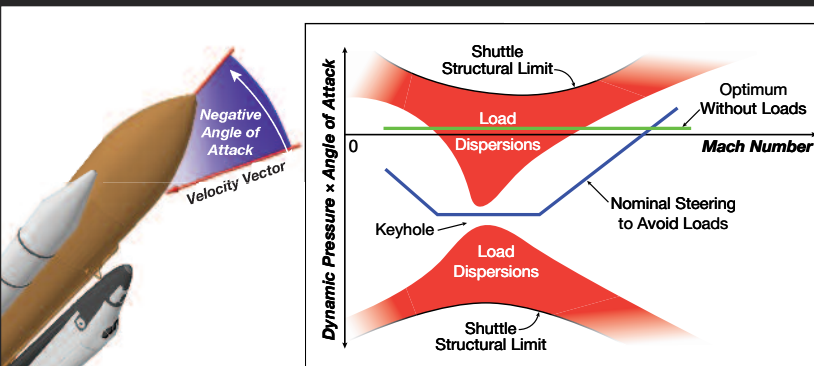 Negative
Angle of
Attack
Velocity Vector
Dynamic Pressure × Angle of Attack
Shuttle
Structural Limit
Optimum
Without Loads
Load
Dispersions
0
Mach Number
Nominal Steering
to Avoid Loads
Keyhole
Load
Dispersions
Shuttle
Structural Limit